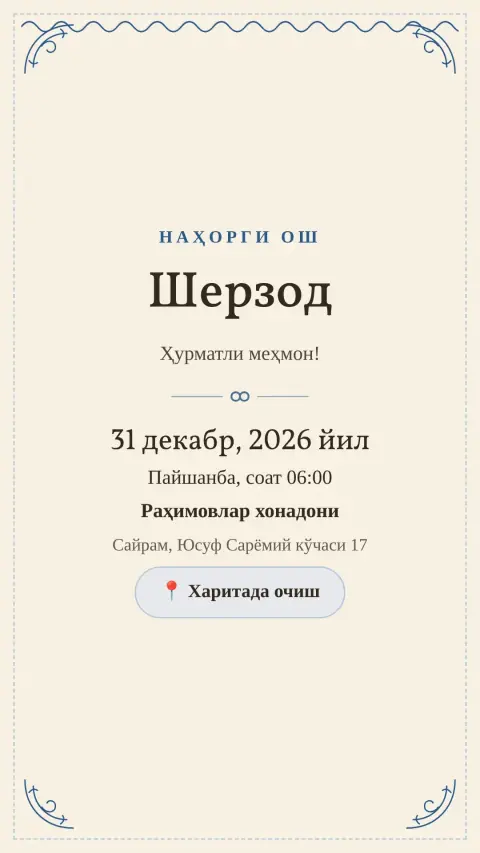 НАҲОРГИ ОШ
Шерзод
Ҳурматли меҳмон!
31 декабр, 2026 йил
Пайшанба, соат 06:00
Раҳимовлар хонадони
Сайрам, Юсуф Сарёмий кўчаси 17
📍 Харитада очиш